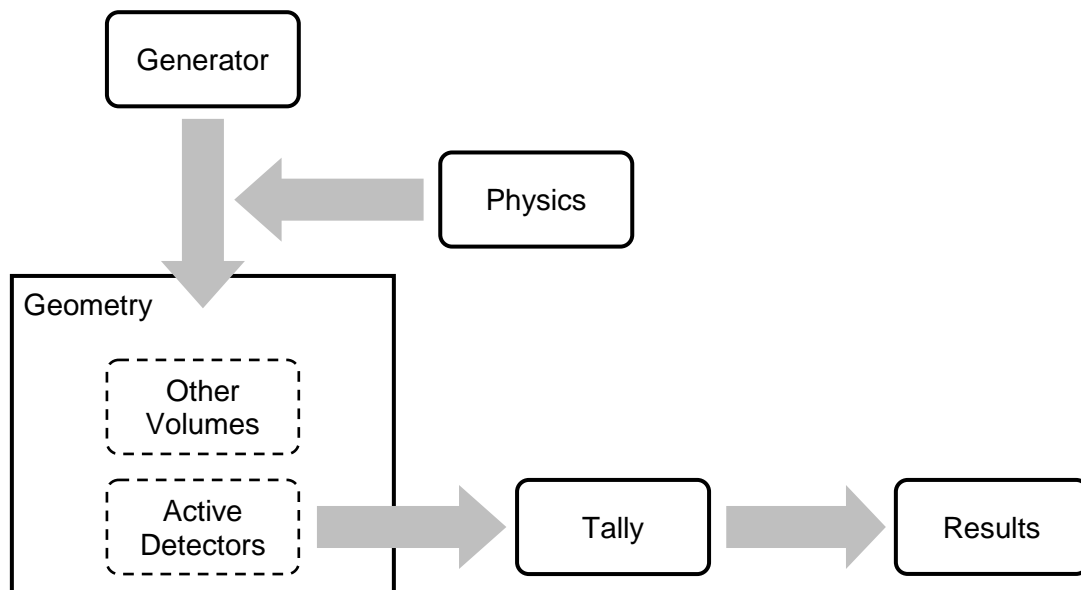 Generator
Physics
Geometry
Other
Volumes
Active
Detectors
Tally
Results